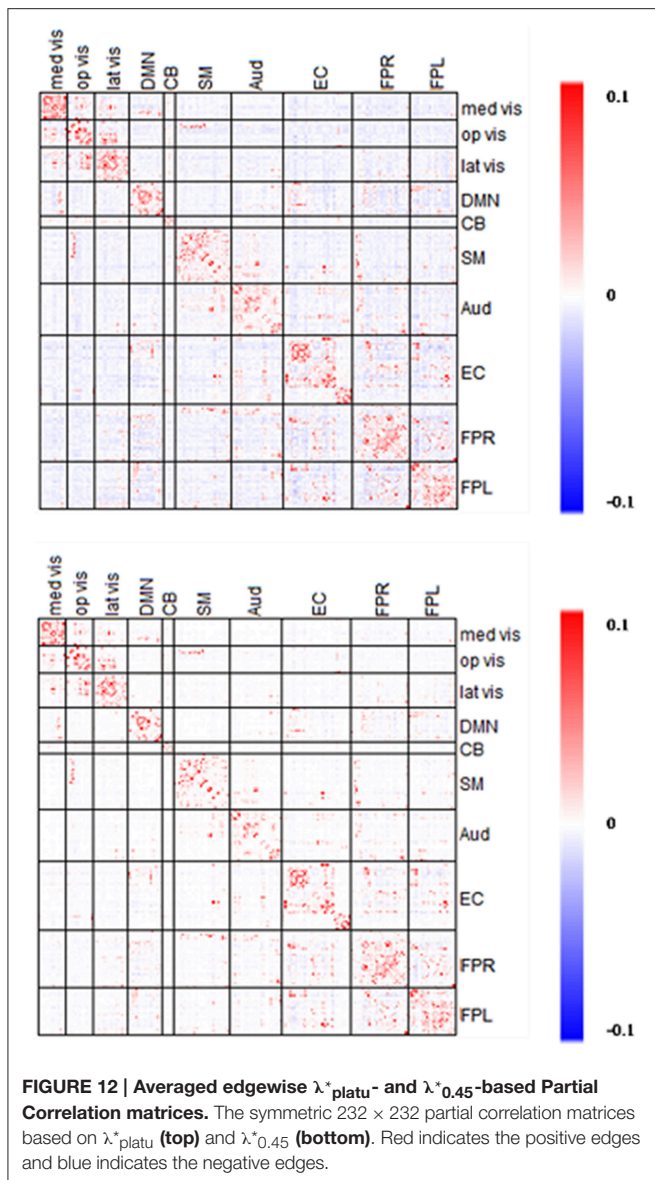 med vis
op vis
lat vis
DMN
CB
SM
Aud
EC
FPR
FPL
med vis
op vis
lat vis
DMN
CB
SM
Aud
EC
FPR
FPL
0.1
0
-0.1
med vis
op vis
lat vis
DMN
CB
SM
Aud
EC
FPR
FPL
med vis
op vis
lat vis
DMN
CB
SM
Aud
EC
FPR
FPL
0.1
0
-0.1
FIGURE 12 | Averaged edgewise λ*platu- and λ*0.45-based Partial
Correlation matrices. The symmetric 232 × 232 partial correlation matrices
based on λ*platu (top) and λ*0.45 (bottom). Red indicates the positive edges
and blue indicates the negative edges.